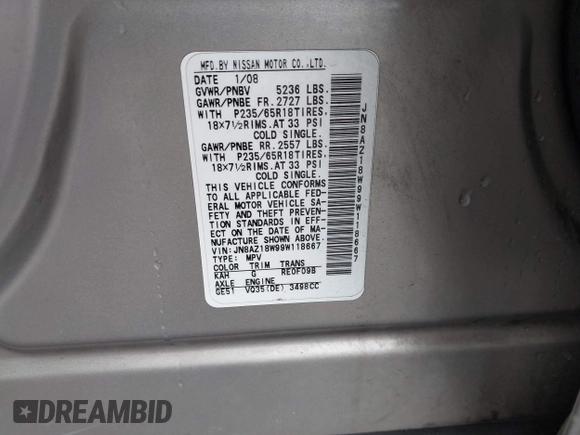 MFD.BY NISSAN MOTOR CO.,LTD.
DATE 1/08
GVWR/PNBV 5236 LBS.
GAWR/PNBE FR.2727 LBS.
WITH P235/65R18TIRES.
18×7½RIMS.AT 33 PSI
COLD SINGLE.
GAWR/PNBE RR.2557 LBS.
WITH P235/65R18TIRES.
18×7½RIMS.AT 33 PSI
COLD SINGLE.
THIS VEHICLE CONFORMS
TO ALL APPLICABLE FED-
ERAL MOTOR VEHICLE SA-
FETY AND THEFT PREVEN-
TION STANDARDS IN EFF-
ECT ON THE DATE OF MA-
NUFACTURE SHOWN ABOVE.
VIN:JN8AZ18W99W118667
TYPE: MPV
COLOR TRIM TRANS
KAH G RE0F09B
AXLE ENGINE
GE51 VQ35(DE) 3498CC
JN8AZ18W99W118667
DREAMBID